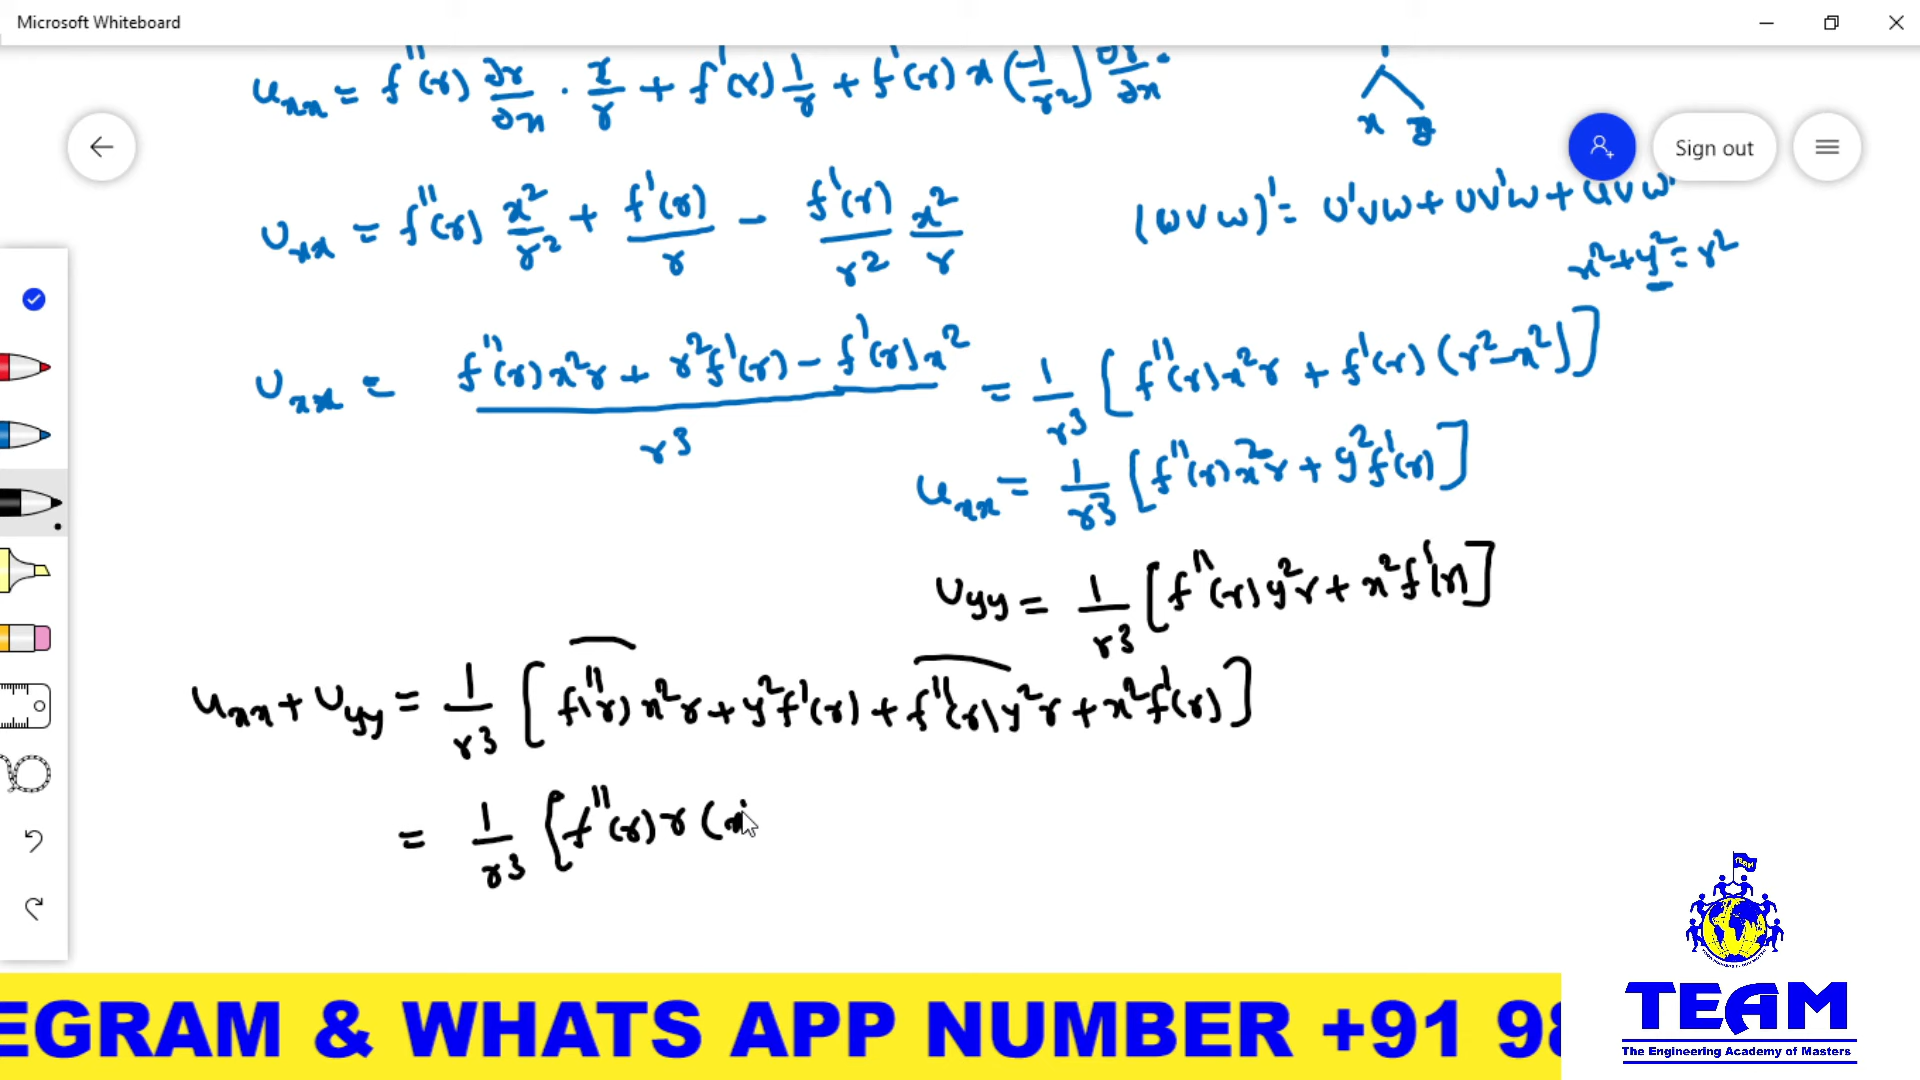 Microsoft Whiteboard
u_xx = f''(r) ∂r/∂x · x/r + f'(r) 1/r + f'(r) x (-1/r²) ∂r/∂x
x y
Sign out
u_xx = f''(r) x²/r² + f'(r)/r - f'(r)/r² x²/r
(uvw)' = u'vw + uv'w + uvw'
x² + y² = r²
u_xx = (f''(r)x²r + r²f'(r) - f'(r)x²)/r³ = 1/r³ [f''(r)x²r + f'(r)(r²-x²)]
u_xx = 1/r³ [f''(r)x²r + y²f'(r)]
u_yy = 1/r³ [f''(r)y²r + x²f'(r)]
u_xx + u_yy = 1/r³ [f''(r)x²r + y²f'(r) + f''(r)y²r + x²f'(r)]
= 1/r³ [f''(r)r(x
EGRAM & WHATS APP NUMBER +91 98
TEAM
The Engineering Academy of Masters